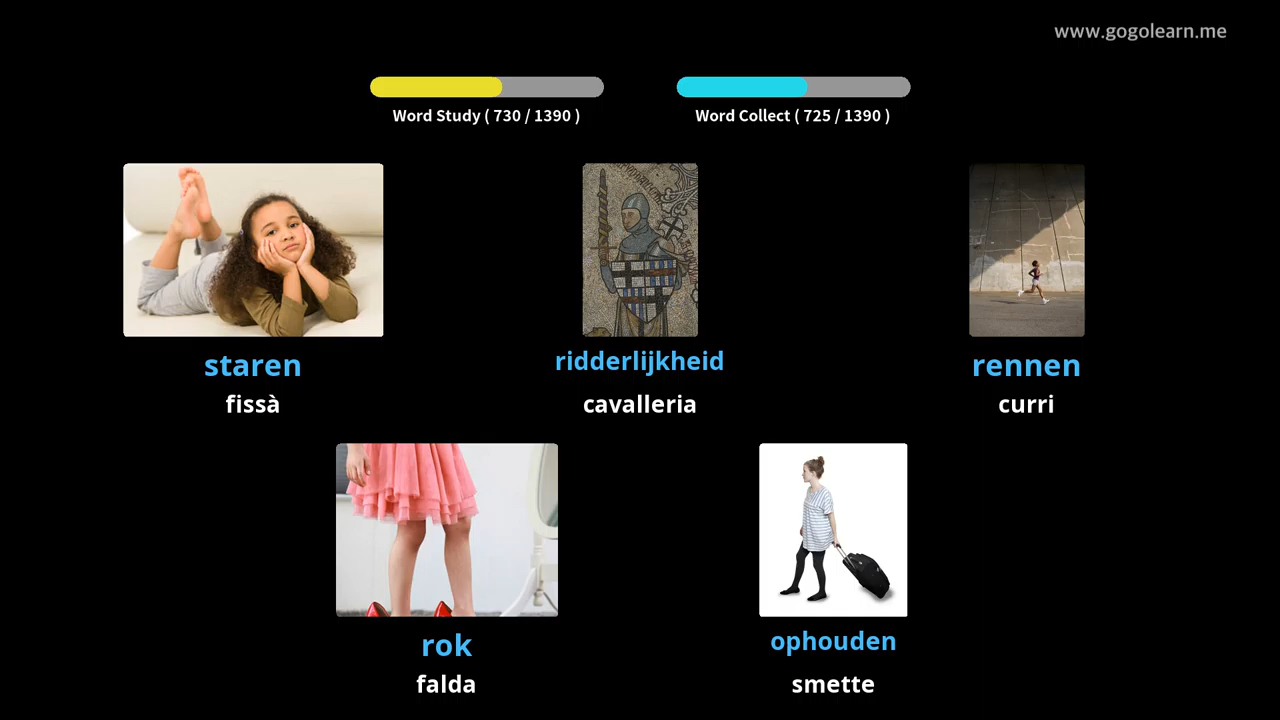 www.gogolearn.me
Word Study ( 730 / 1390 )
Word Collect ( 725 / 1390 )
staren
ridderlijkheid
rennen
fissà
cavalleria
curri
rok
ophouden
falda
smette